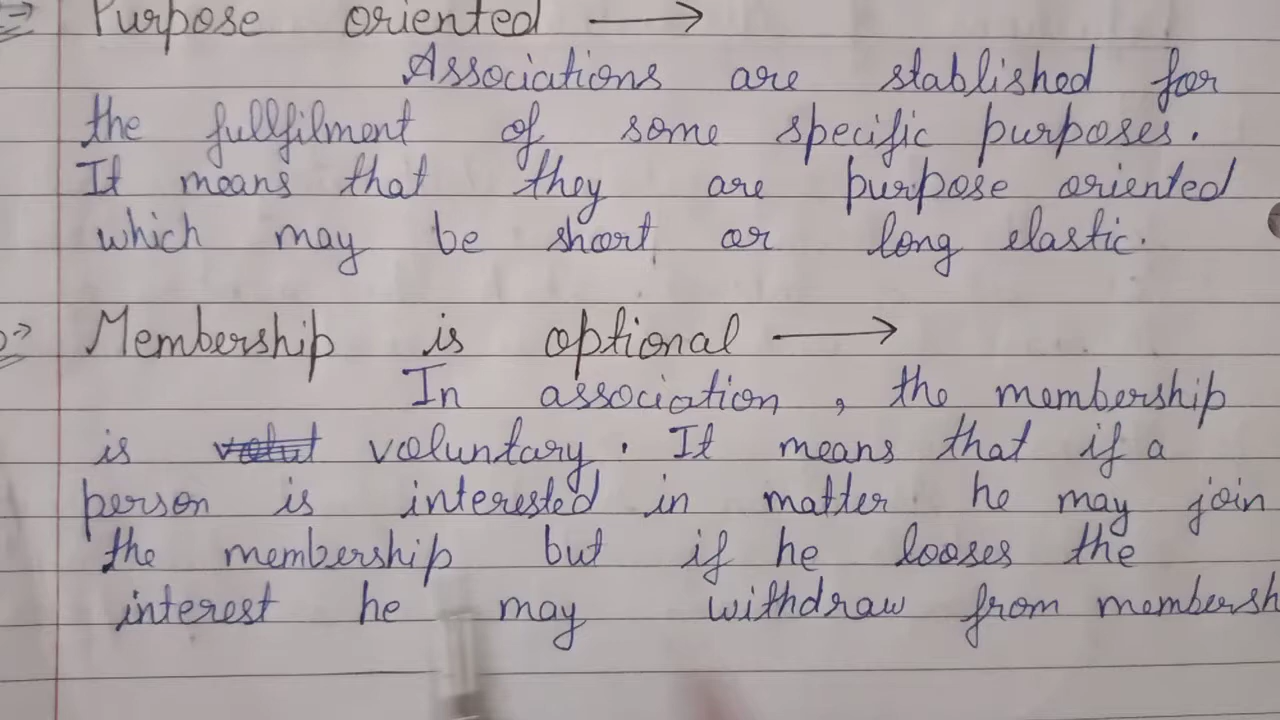 Purpose oriented →
Associations are stablished for
the fullfilment of some specific purposes.
It means that they are purpose oriented
which may be short or long elastic.
Membership is optional →
In association, the membership
is voluntary. It means that if a
person is interested in matter he may join
the membership but if he looses the
interest he may withdraw from membersh